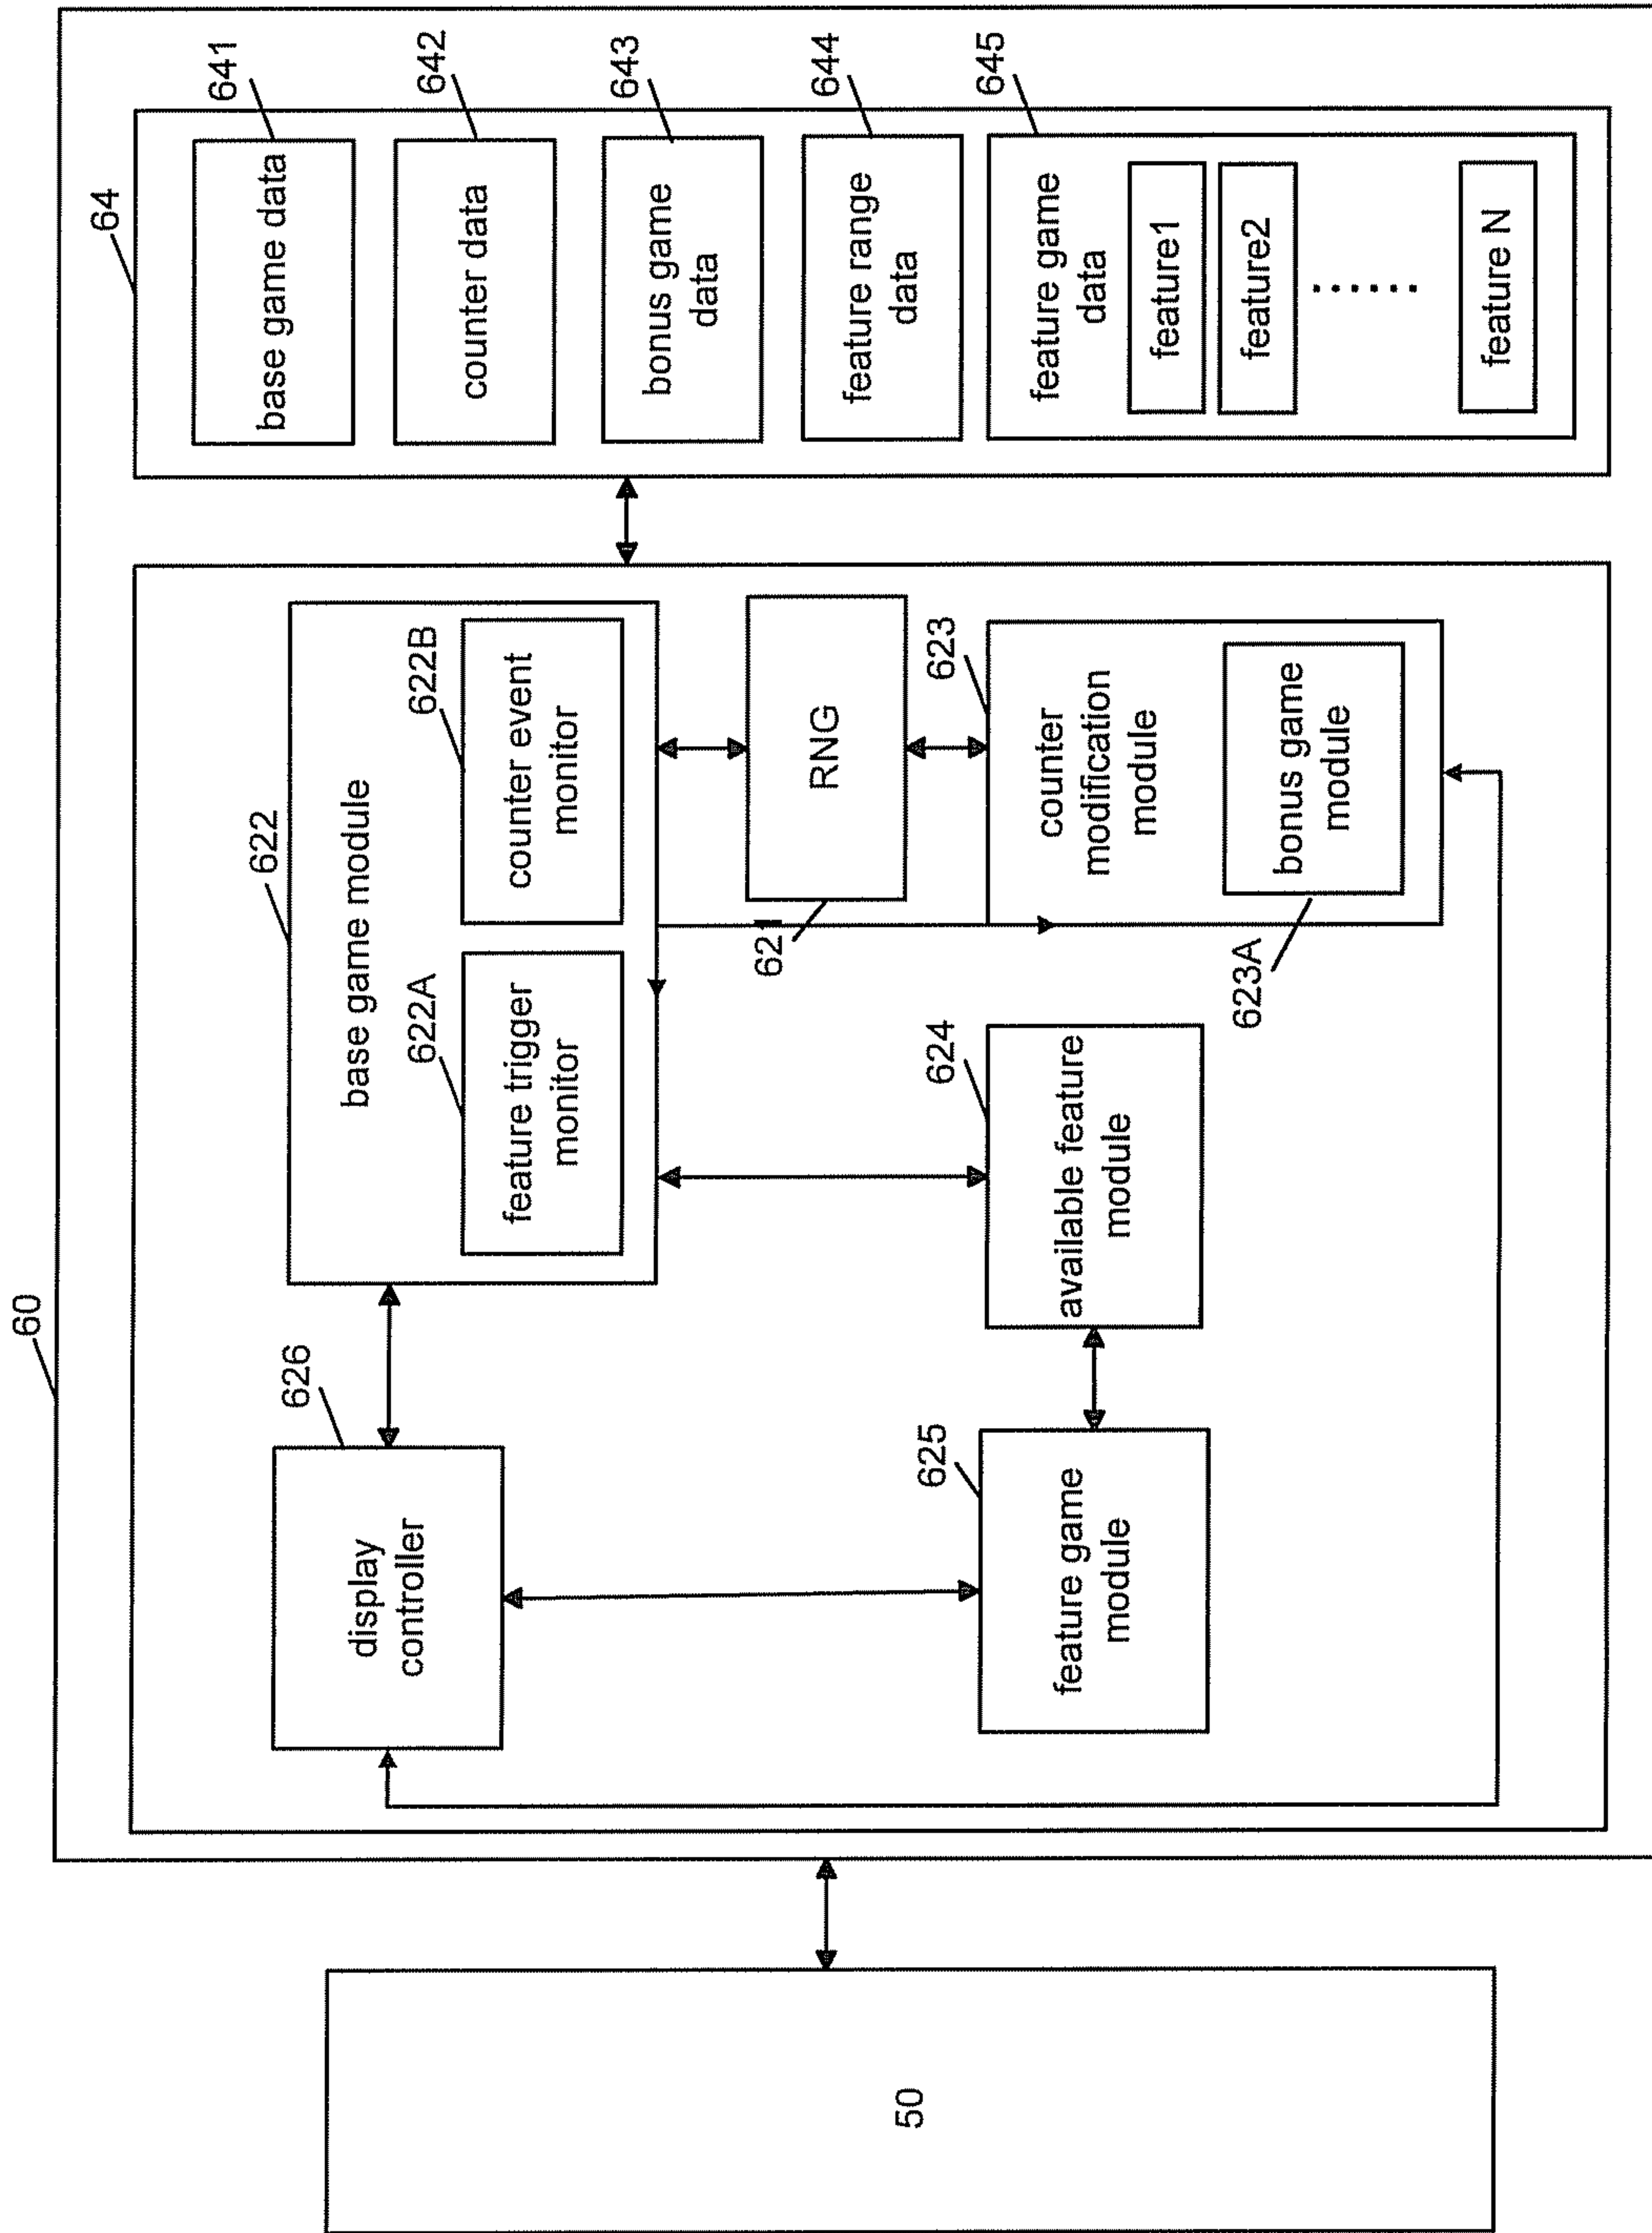 50
60
626
display
controller
622
base game module
622A
feature trigger
monitor
622B
counter event
monitor
62
RNG
625
feature game
module
624
available feature
module
623
counter
modification
module
623A
bonus game
module
64
641
base game data
642
counter data
643
bonus game
data
644
feature range
data
645
feature game
data
feature1
feature2
......
feature N